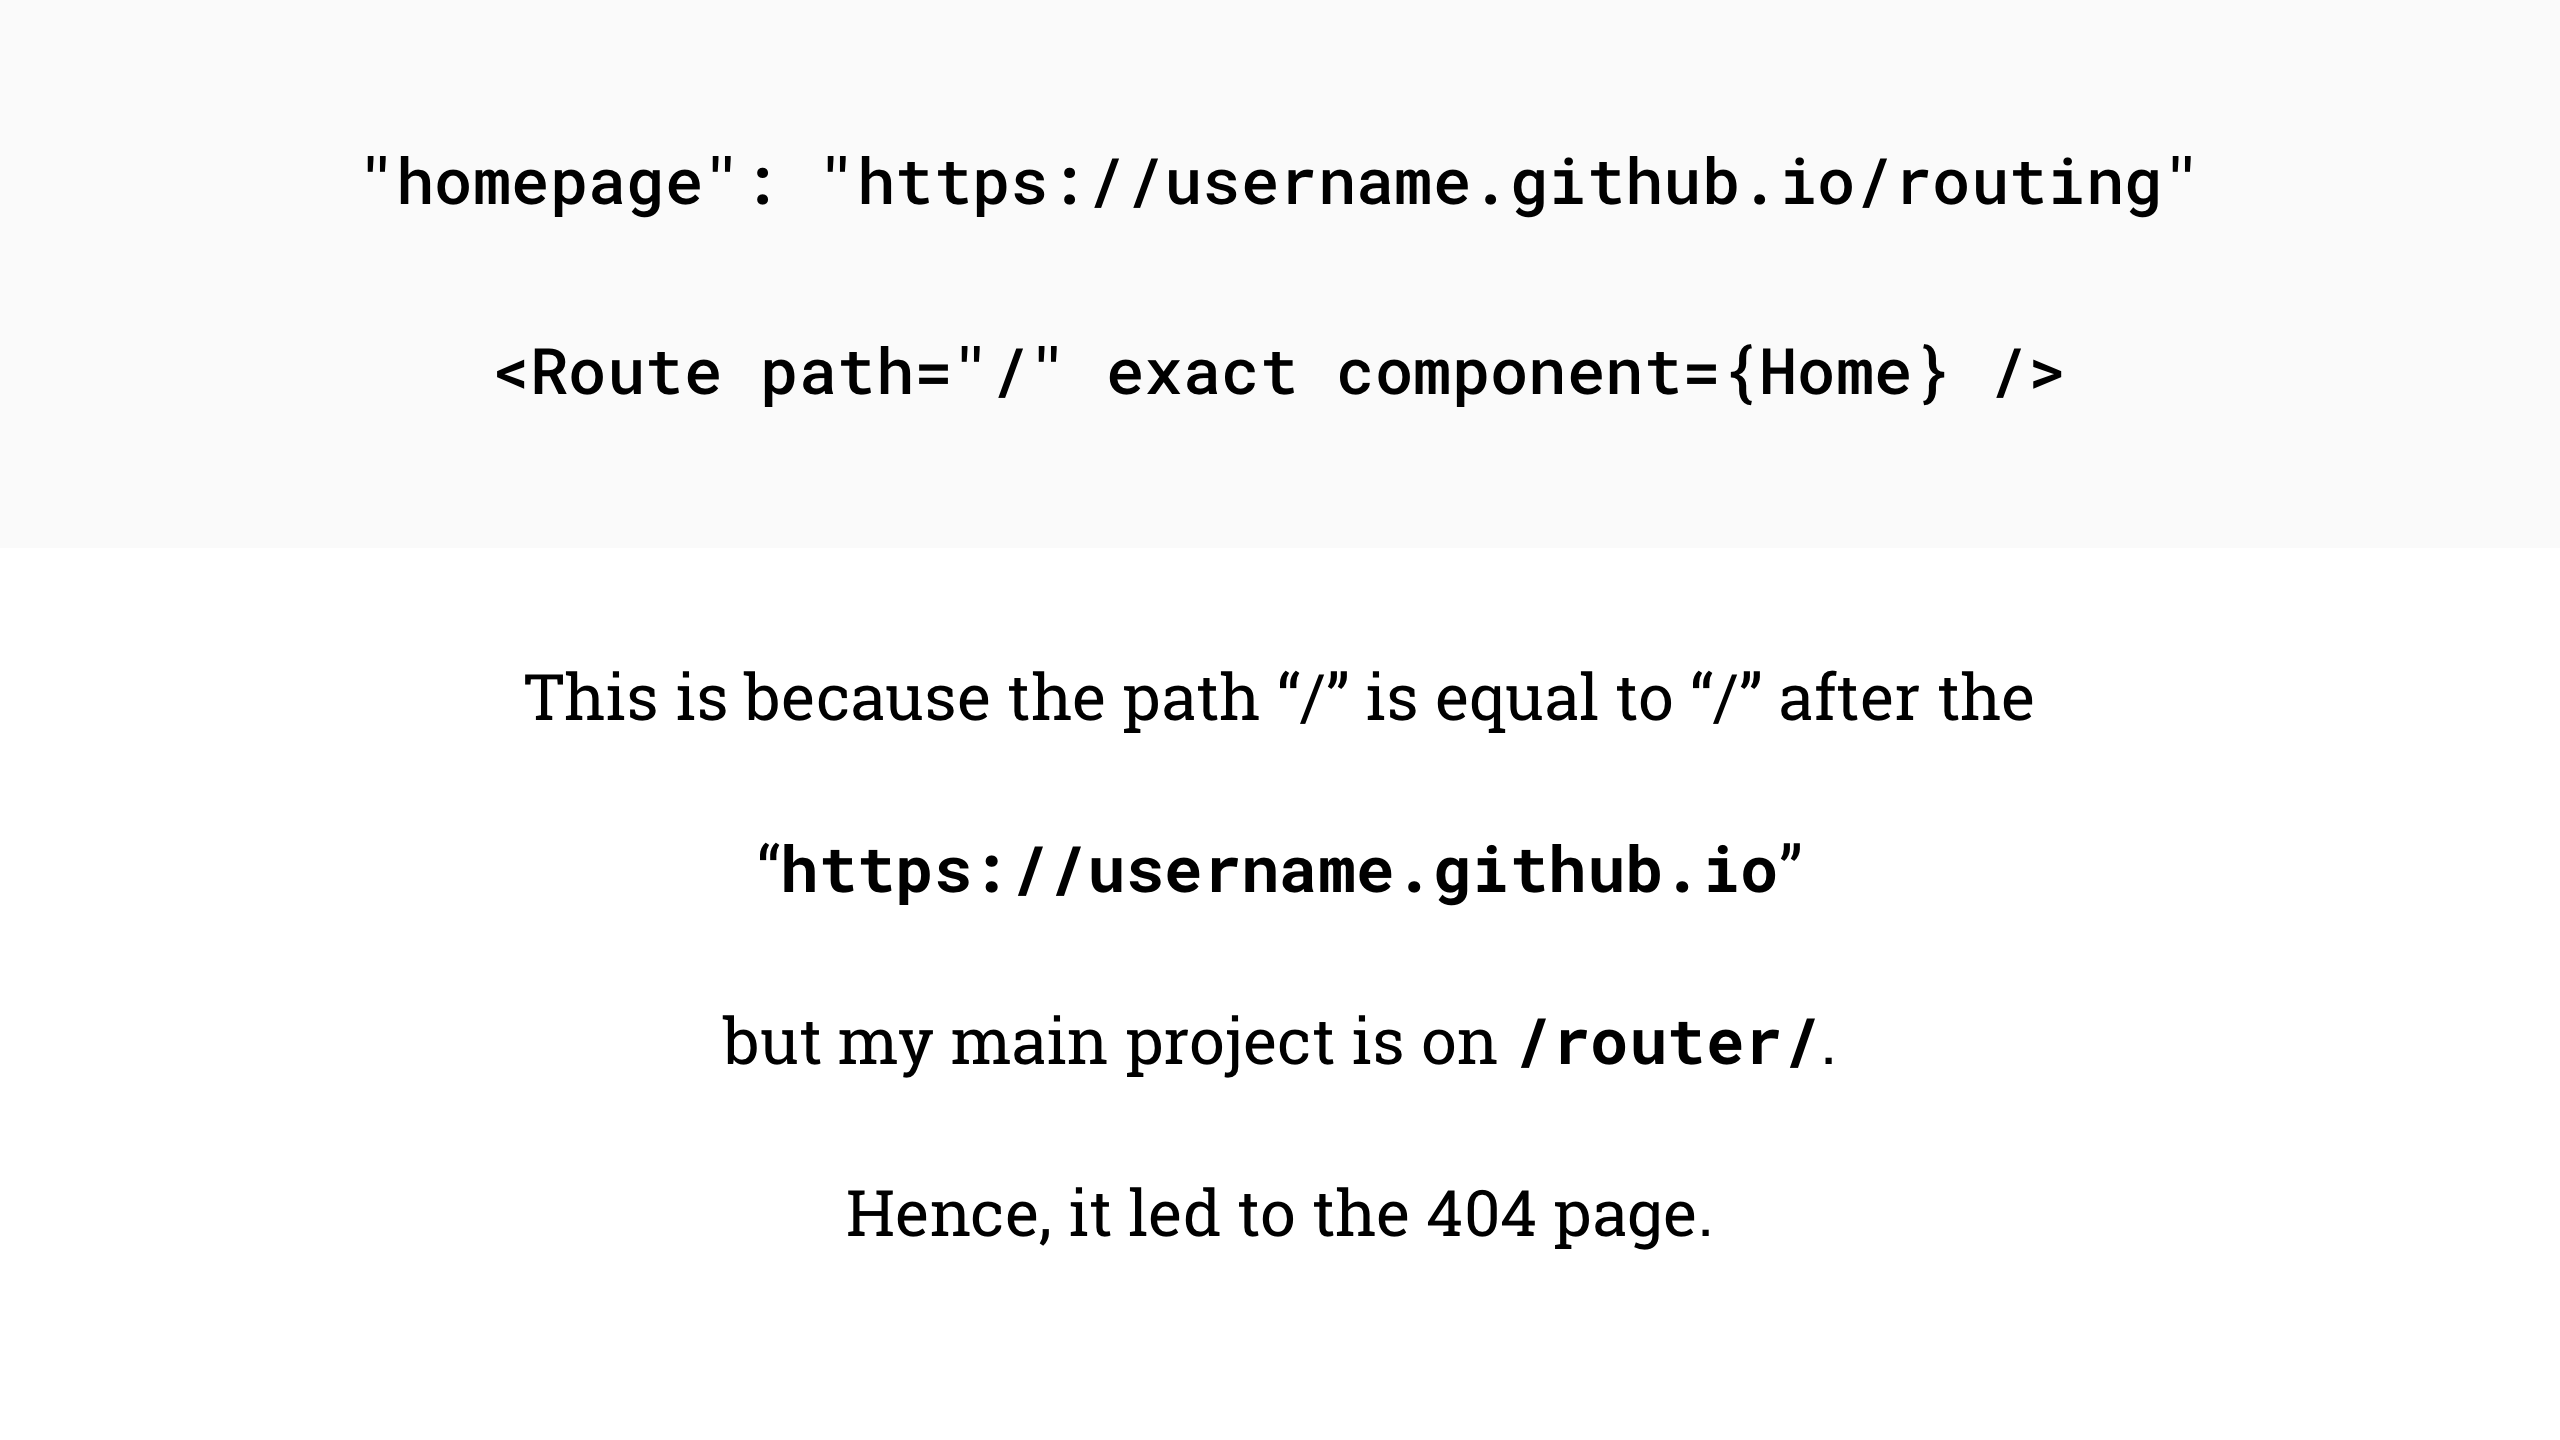 "homepage": "https://username.github.io/routing"
<Route path="/" exact component={Home} />
This is because the path “/” is equal to “/” after the
“https://username.github.io”
but my main project is on /router/.
Hence, it led to the 404 page.